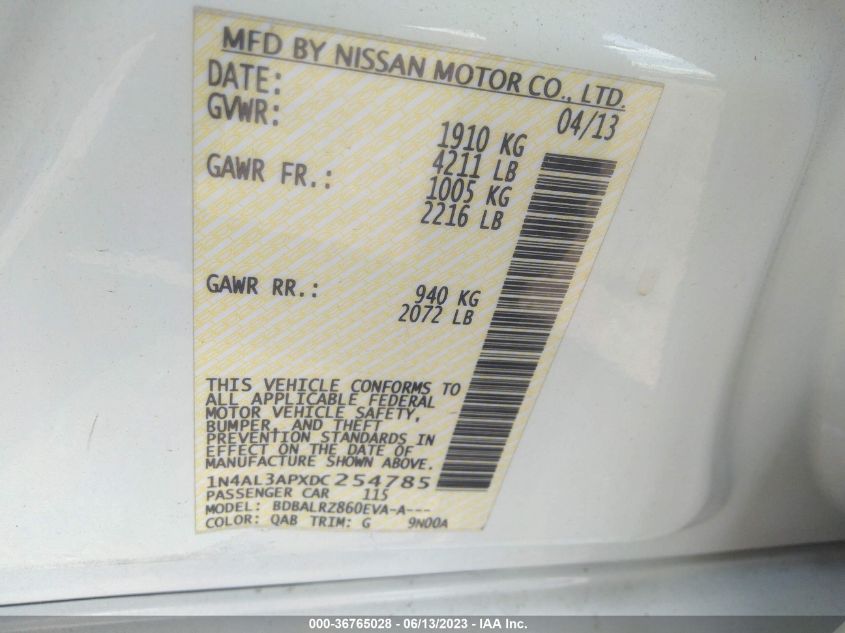 MFD BY NISSAN MOTOR CO., LTD.
DATE: 04/13
GVWR: 1910 KG
4211 LB
GAWR FR.: 1005 KG
2216 LB
GAWR RR.: 940 KG
2072 LB
THIS VEHICLE CONFORMS TO
ALL APPLICABLE FEDERAL
MOTOR VEHICLE SAFETY,
BUMPER, AND THEFT
PREVENTION STANDARDS IN
EFFECT ON THE DATE OF
MANUFACTURE SHOWN ABOVE.
1N4AL3APXDC254785
PASSENGER CAR 115
MODEL: BDBALRZ860EVA-A---
COLOR: QAB TRIM: G 9N00A
000-36765028 - 06/13/2023 - IAA Inc.